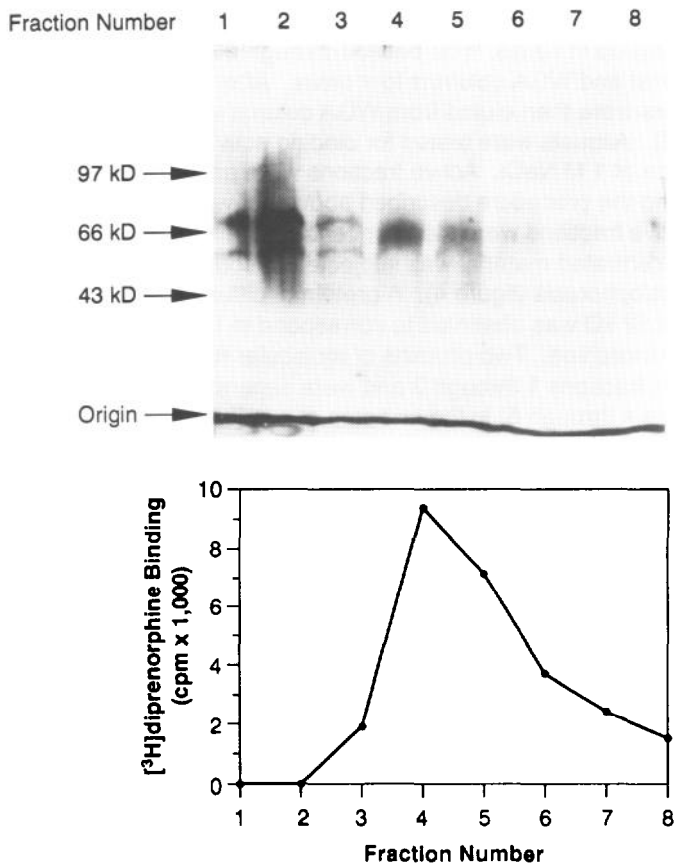 Fraction Number 1 2 3 4 5 6 7 8
97 kD
66 kD
43 kD
Origin
10
8
6
4
2
0
[³H]diprenorphine Binding
(cpm x 1,000)
1 2 3 4 5 6 7 8
Fraction Number